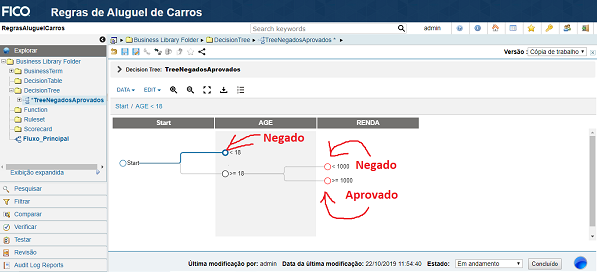 FICO Regras de Aluguel de Carros
RegrasAluguelCarros Search keywords admin
Explorar Business Library Folder DecisionTree TreeNegadosAprovados *
Versão : Cópia de trabalho
Business Library Folder
BusinessTerm
DecisionTable
DecisionTree
*TreeNegadosAprovados
Function
Ruleset
Scorecard
Fluxo_Principal
Exibição expandida
Pesquisar
Filtrar
Comparar
Verificar
Testar
Revisão
Audit Log Reports
Decision Tree: TreeNegadosAprovados
DATA EDIT
Start / AGE < 18
Start AGE RENDA
Negado
< 18
Start
< 1000 Negado
>= 18
>= 1000
Aprovado
Última modificação por: admin Data da última modificação: 22/10/2019 11:54:40 Estado: Em andamento Concluído